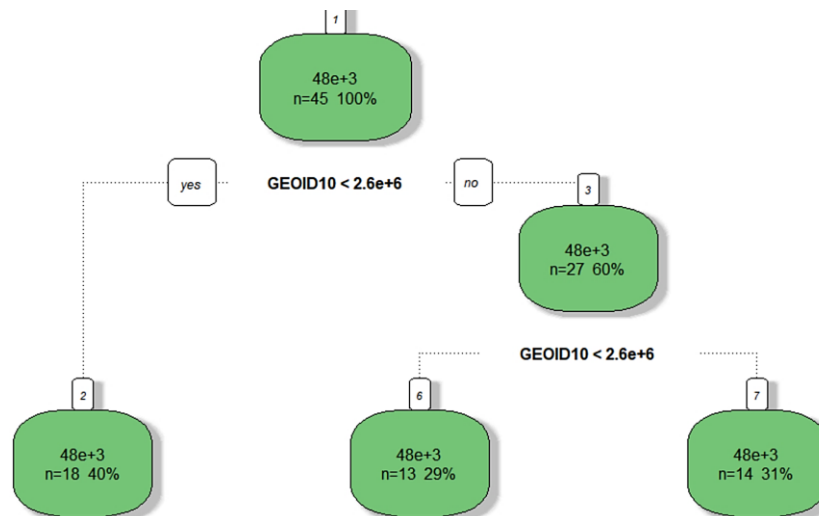 1
48e+3
n=45 100%
yes
GEOID10 < 2.6e+6
no
3
48e+3
n=27 60%
GEOID10 < 2.6e+6
2
6
7
48e+3
n=18 40%
48e+3
n=13 29%
48e+3
n=14 31%